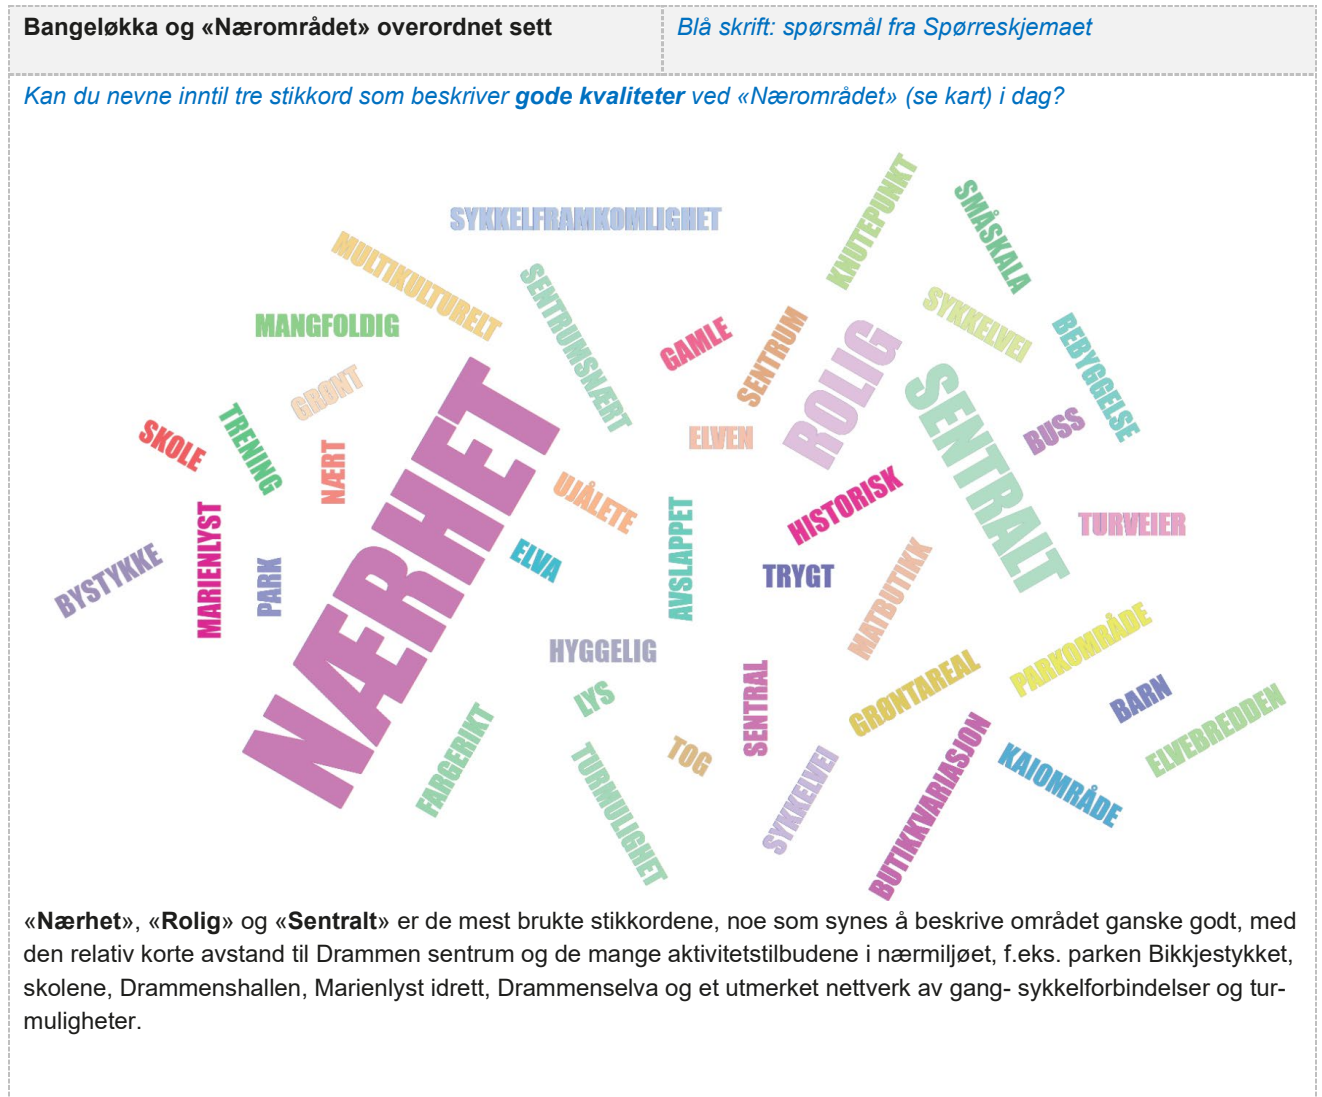 Bangeløkka og «Nærområdet» overordnet sett
Blå skrift: spørsmål fra Spørreskjemaet
Kan du nevne inntil tre stikkord som beskriver gode kvaliteter ved «Nærområdet» (se kart) i dag?
SYKKELFRAMKOMLIGHET
KNUTEPUNKT
SMÅSKALA
MULTIKULTURELT
SENTRUMSNÆRT
MANGFOLDIG
GAMLE
SENTRUM
ROLIG
SYKKELVEI
BEBYGGELSE
GRØNT
SKOLE
TRENING
NÆRT
NÆRHET
ELVEN
SENTRALT
BUSS
UJÅLETE
HISTORISK
TURVEIER
BYSTYKKE
MARIENLYST
PARK
ELVA
AVSLAPPET
TRYGT
MATBUTIKK
HYGGELIG
LYS
SENTRAL
GRØNTAREAL
PARKOMRÅDE
BARN
ELVEBREDDEN
FARGERIKT
TURMULIGHET
TOG
SYKKELVEI
BUTIKKVARIASJON
KAIOMRÅDE
«Nærhet», «Rolig» og «Sentralt» er de mest brukte stikkordene, noe som synes å beskrive området ganske godt, med
den relativ korte avstand til Drammen sentrum og de mange aktivitetstilbudene i nærmiljøet, f.eks. parken Bikkjestykket,
skolene, Drammenshallen, Marienlyst idrett, Drammenselva og et utmerket nettverk av gang- sykkelforbindelser og tur-
muligheter.